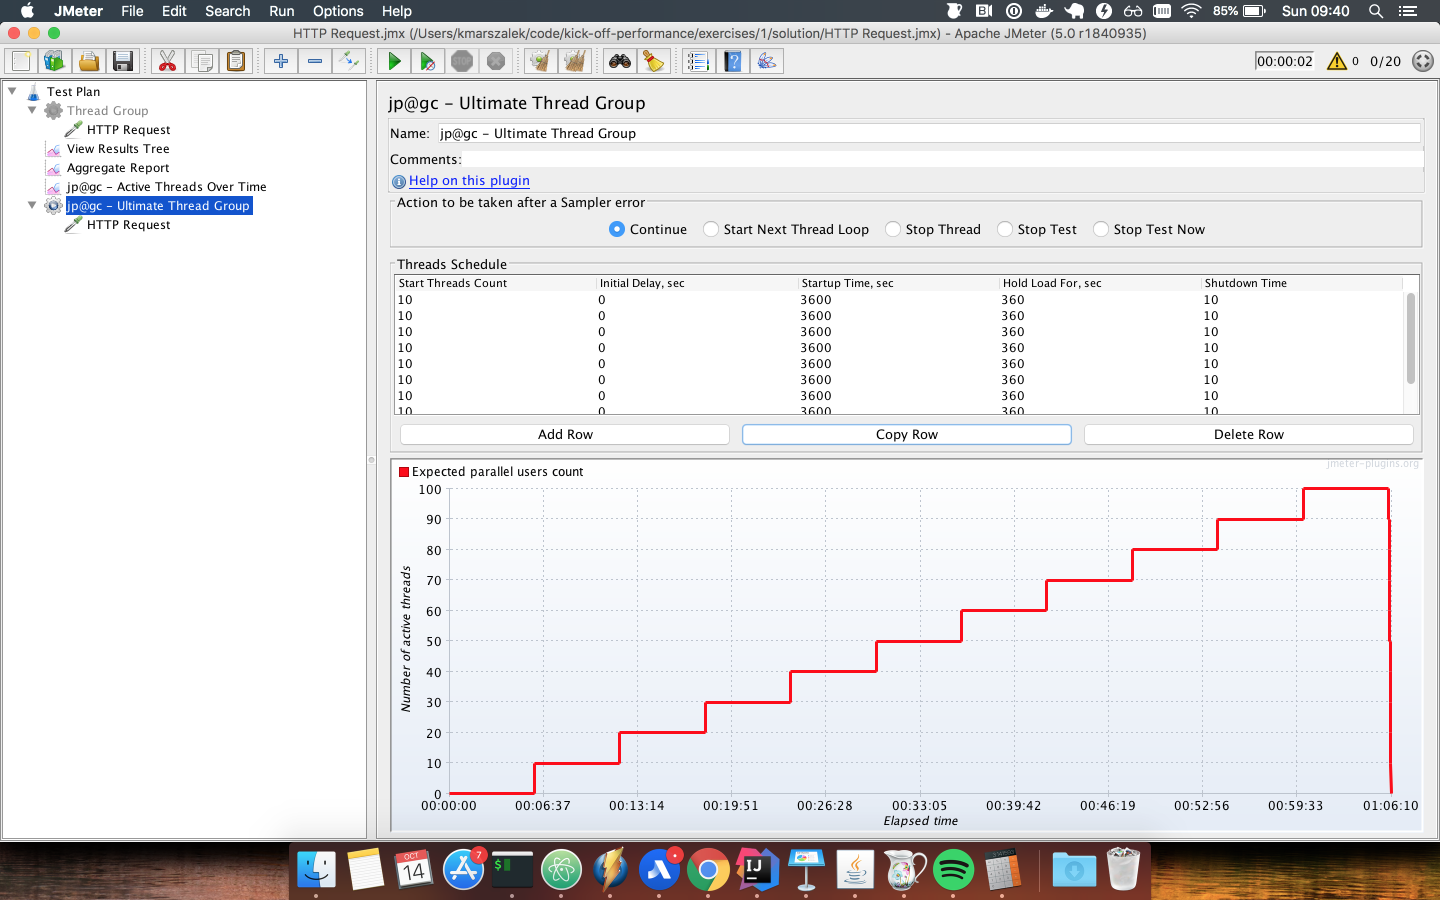 JMeter File Edit Search Run Options Help 85% Sun 09:40
HTTP Request.jmx (/Users/kmarszalek/code/kick-off-performance/exercises/1/solution/HTTP Request.jmx) - Apache JMeter (5.0 r1840935)
00:00:02 0 0/20
Test Plan
Thread Group
HTTP Request
View Results Tree
Aggregate Report
jp@gc - Active Threads Over Time
jp@gc - Ultimate Thread Group
HTTP Request
jp@gc - Ultimate Thread Group
Name: jp@gc - Ultimate Thread Group
Comments:
Help on this plugin
Action to be taken after a Sampler error
Continue Start Next Thread Loop Stop Thread Stop Test Stop Test Now
Threads Schedule
Start Threads Count Initial Delay, sec Startup Time, sec Hold Load For, sec Shutdown Time
10 0 3600 360 10
10 0 3600 360 10
10 0 3600 360 10
10 0 3600 360 10
10 0 3600 360 10
10 0 3600 360 10
10 0 3600 360 10
10 0 3600 360 10
Add Row Copy Row Delete Row
jmeter-plugins.org
Expected parallel users count
100
90
80
70
60
50
40
30
20
10
0
Number of active threads
00:00:00 00:06:37 00:13:14 00:19:51 00:26:28 00:33:05 00:39:42 00:46:19 00:52:56 00:59:33 01:06:10
Elapsed time
OCT
14
7
$
IJ